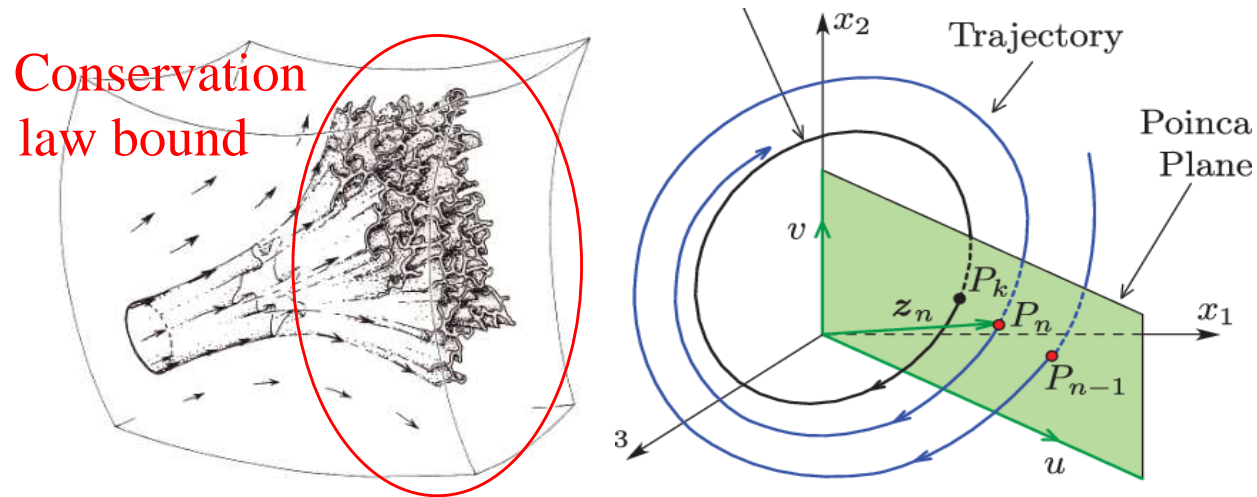 Conservation
law bound
x₂
Trajectory
Poinca
Plane
v
Pₖ
zₙ
Pₙ
x₁
Pₙ₋₁
3
u